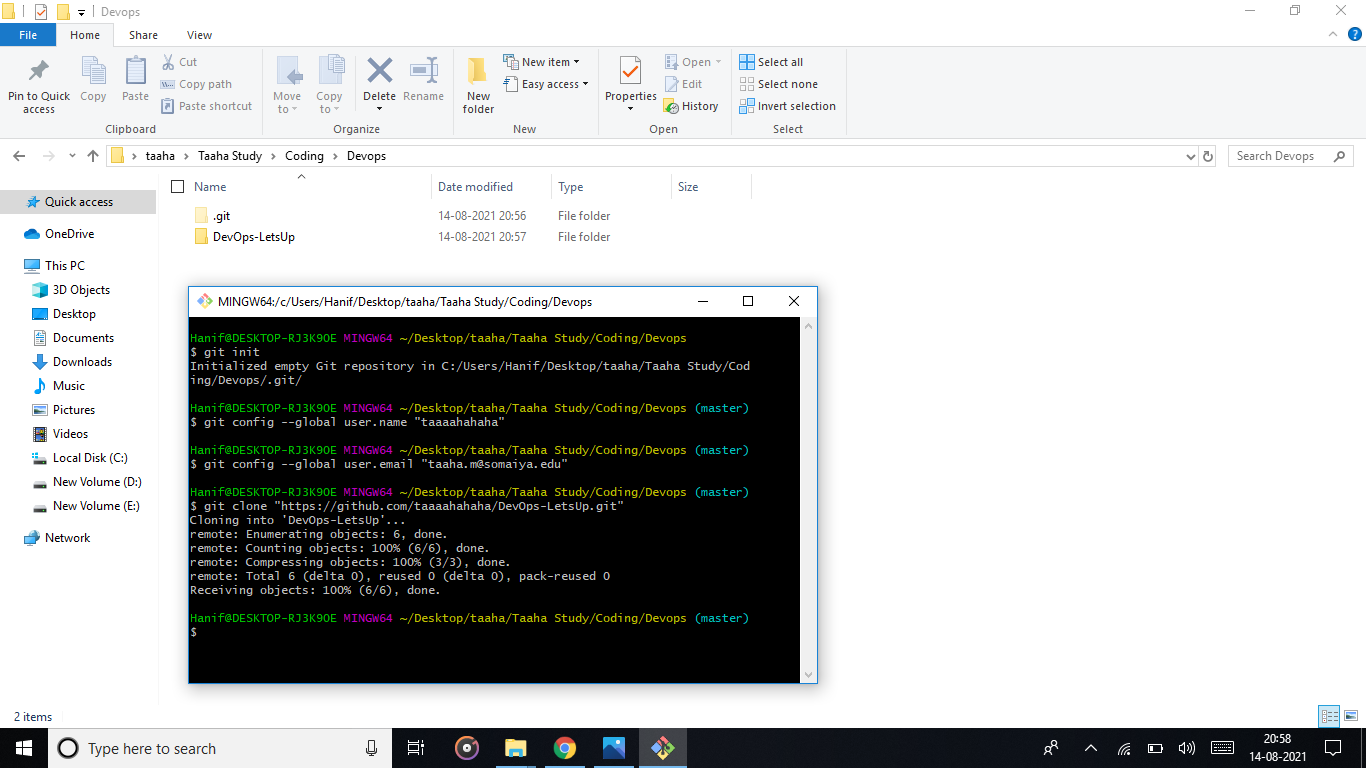 Devops
File Home Share View
Pin to Quick access
Copy
Paste
Cut
Copy path
Paste shortcut
Clipboard
Move to
Copy to
Delete
Rename
Organize
New folder
New item
Easy access
New
Properties
Open
Edit
History
Open
Select all
Select none
Invert selection
Select
taaha > Taaha Study > Coding > Devops
Search Devops
Name Date modified Type Size
.git 14-08-2021 20:56 File folder
DevOps-LetsUp 14-08-2021 20:57 File folder
Quick access
OneDrive
This PC
3D Objects
Desktop
Documents
Downloads
Music
Pictures
Videos
Local Disk (C:)
New Volume (D:)
New Volume (E:)
Network
MINGW64:/c/Users/Hanif/Desktop/taaha/Taaha Study/Coding/Devops
Hanif@DESKTOP-RJ3K9OE MINGW64 ~/Desktop/taaha/Taaha Study/Coding/Devops
$ git init
Initialized empty Git repository in C:/Users/Hanif/Desktop/taaha/Taaha Study/Cod
ing/Devops/.git/
Hanif@DESKTOP-RJ3K9OE MINGW64 ~/Desktop/taaha/Taaha Study/Coding/Devops (master)
$ git config --global user.name "taaaahahaha"
Hanif@DESKTOP-RJ3K9OE MINGW64 ~/Desktop/taaha/Taaha Study/Coding/Devops (master)
$ git config --global user.email "taaha.m@somaiya.edu"
Hanif@DESKTOP-RJ3K9OE MINGW64 ~/Desktop/taaha/Taaha Study/Coding/Devops (master)
$ git clone "https://github.com/taaaahahaha/DevOps-LetsUp.git"
Cloning into 'DevOps-LetsUp'...
remote: Enumerating objects: 6, done.
remote: Counting objects: 100% (6/6), done.
remote: Compressing objects: 100% (3/3), done.
remote: Total 6 (delta 0), reused 0 (delta 0), pack-reused 0
Receiving objects: 100% (6/6), done.
Hanif@DESKTOP-RJ3K9OE MINGW64 ~/Desktop/taaha/Taaha Study/Coding/Devops (master)
$
2 items
Type here to search
20:58
14-08-2021